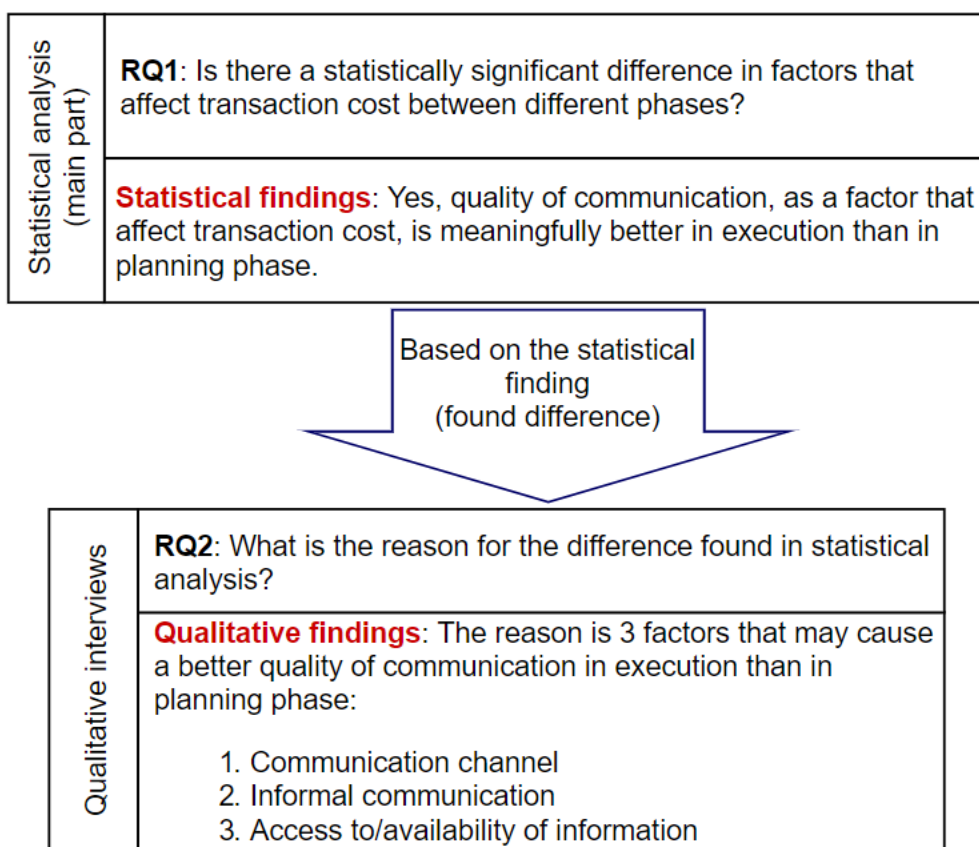 Statistical analysis
(main part)
RQ1: Is there a statistically significant difference in factors that
affect transaction cost between different phases?
Statistical findings: Yes, quality of communication, as a factor that
affect transaction cost, is meaningfully better in execution than in
planning phase.
Based on the statistical
finding
(found difference)
Qualitative interviews
RQ2: What is the reason for the difference found in statistical
analysis?
Qualitative findings: The reason is 3 factors that may cause
a better quality of communication in execution than in
planning phase:
1. Communication channel
2. Informal communication
3. Access to/availability of information